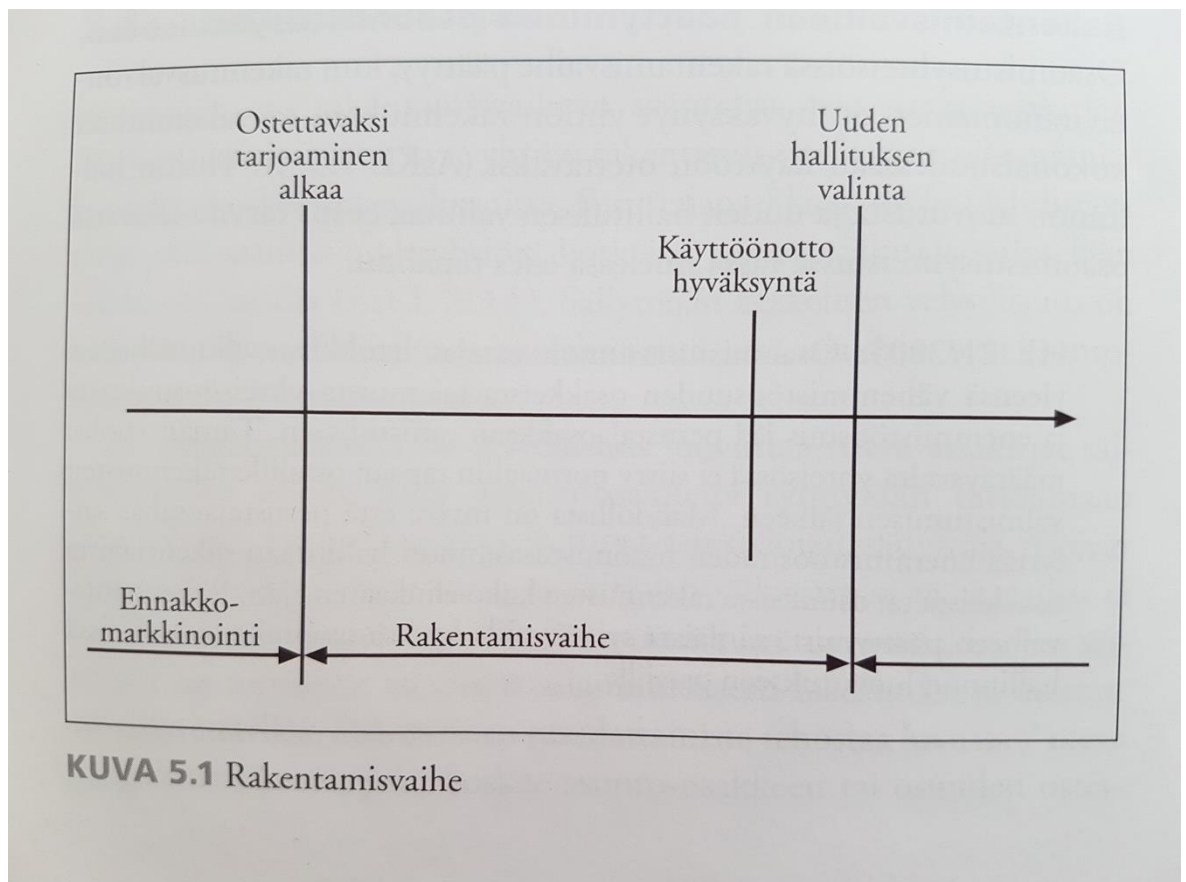 Ostettavaksi
tarjoaminen
alkaa
Uuden
hallituksen
valinta
Käyttöönotto
hyväksyntä
Ennakko-
markkinointi
Rakentamisvaihe
KUVA 5.1 Rakentamisvaihe